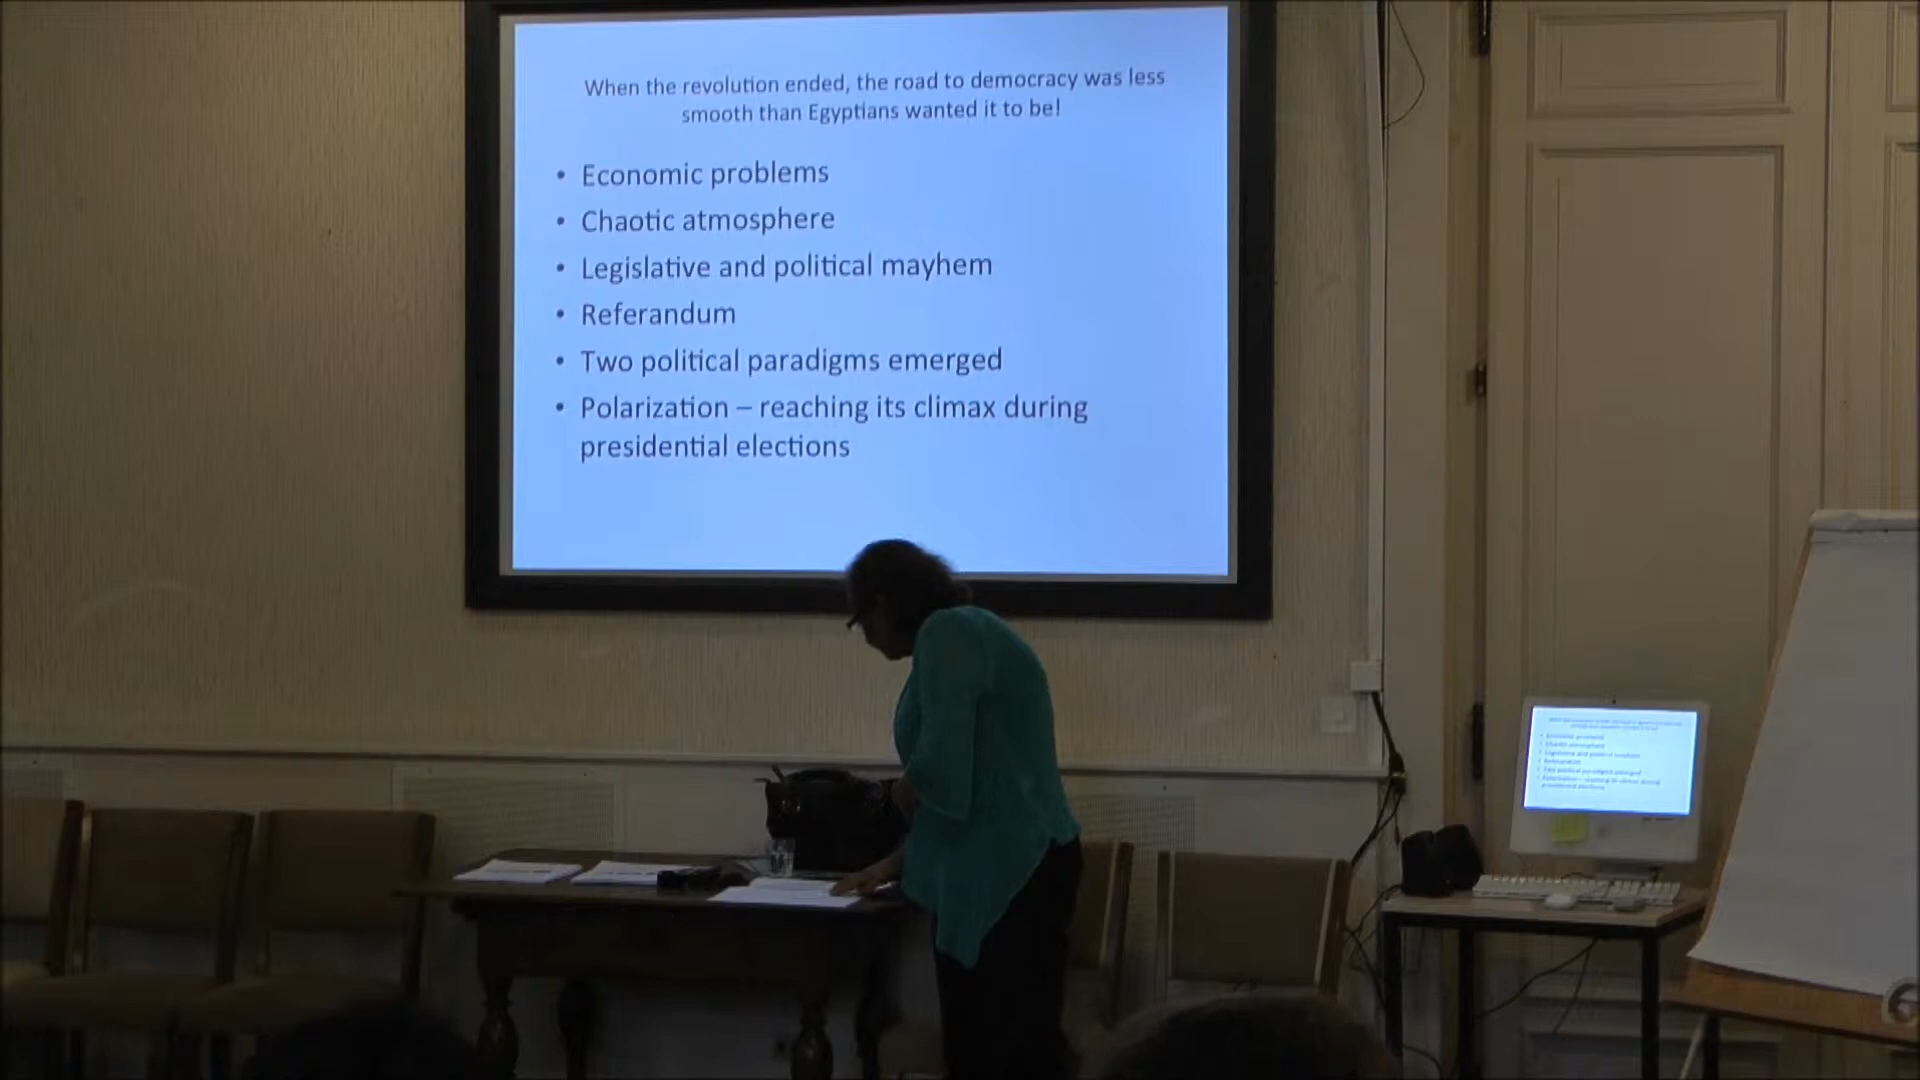 When the revolution ended, the road to democracy was less
smooth than Egyptians wanted it to be!
• Economic problems
• Chaotic atmosphere
• Legislative and political mayhem
• Referandum
• Two political paradigms emerged
• Polarization – reaching its climax during
presidential elections